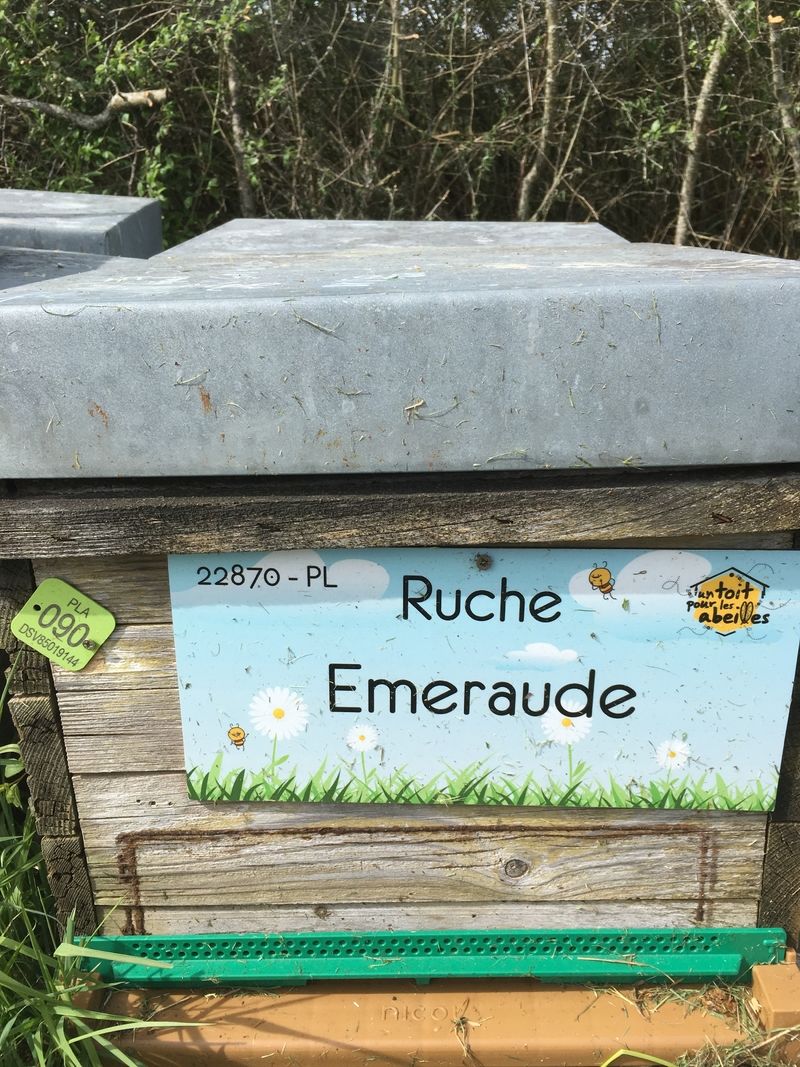 22870 - PL
Ruche
Emeraude
un toit
pour les
abeilles
PLA
090
DSV85019144
nicot